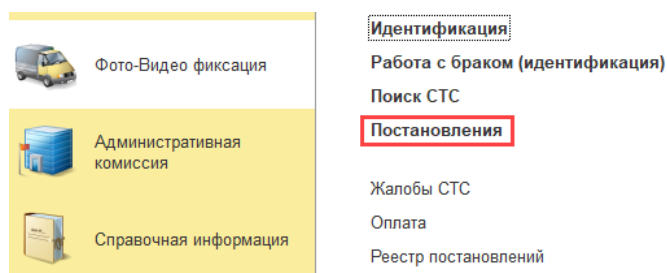 Фото-Видео фиксация
Административная
комиссия
Справочная информация
Идентификация
Работа с браком (идентификация)
Поиск СТС
Постановления
Жалобы СТС
Оплата
Реестр постановлений